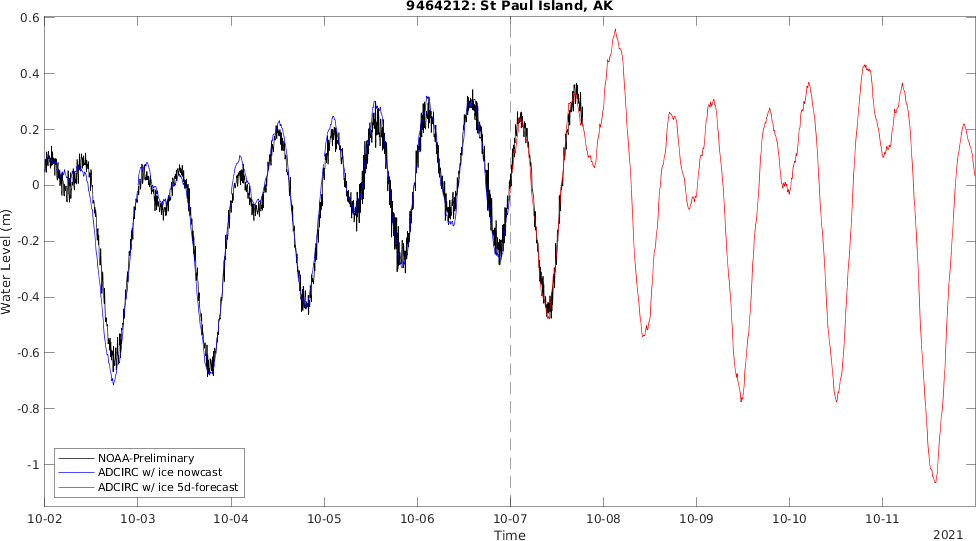 9464212: St Paul Island, AK
0.6
0.4
0.2
0
-0.2
-0.4
-0.6
-0.8
-1
Water Level (m)
NOAA-Preliminary
ADCIRC w/ ice nowcast
ADCIRC w/ ice 5d-forecast
10-02 10-03 10-04 10-05 10-06 10-07 10-08 10-09 10-10 10-11
Time
2021